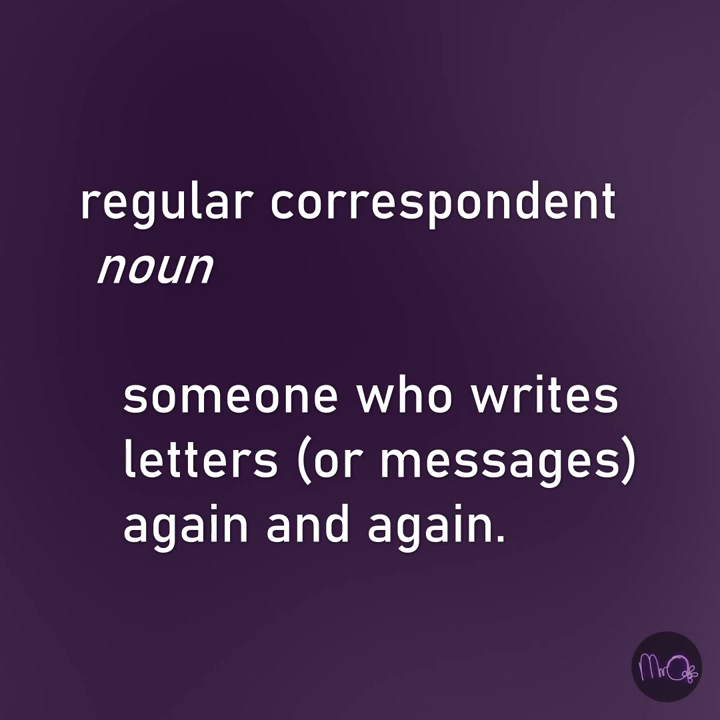 regular correspondent
noun
someone who writes
letters (or messages)
again and again.